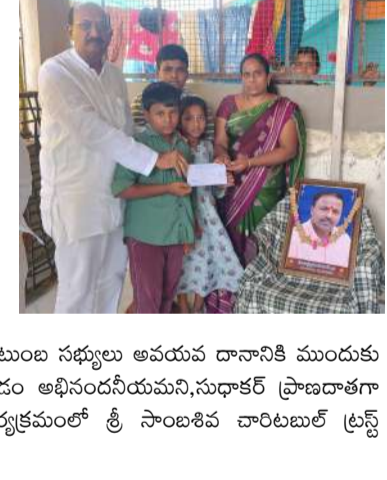 టుంబ సభ్యులు అవయవ దానానికి ముందుకు
డం అభినందనీయమని,సుధాకర్ ప్రాణదాతగా
ర్యక్రమంలో శ్రీ సాంబశివ చారిటబుల్ ట్రస్ట్